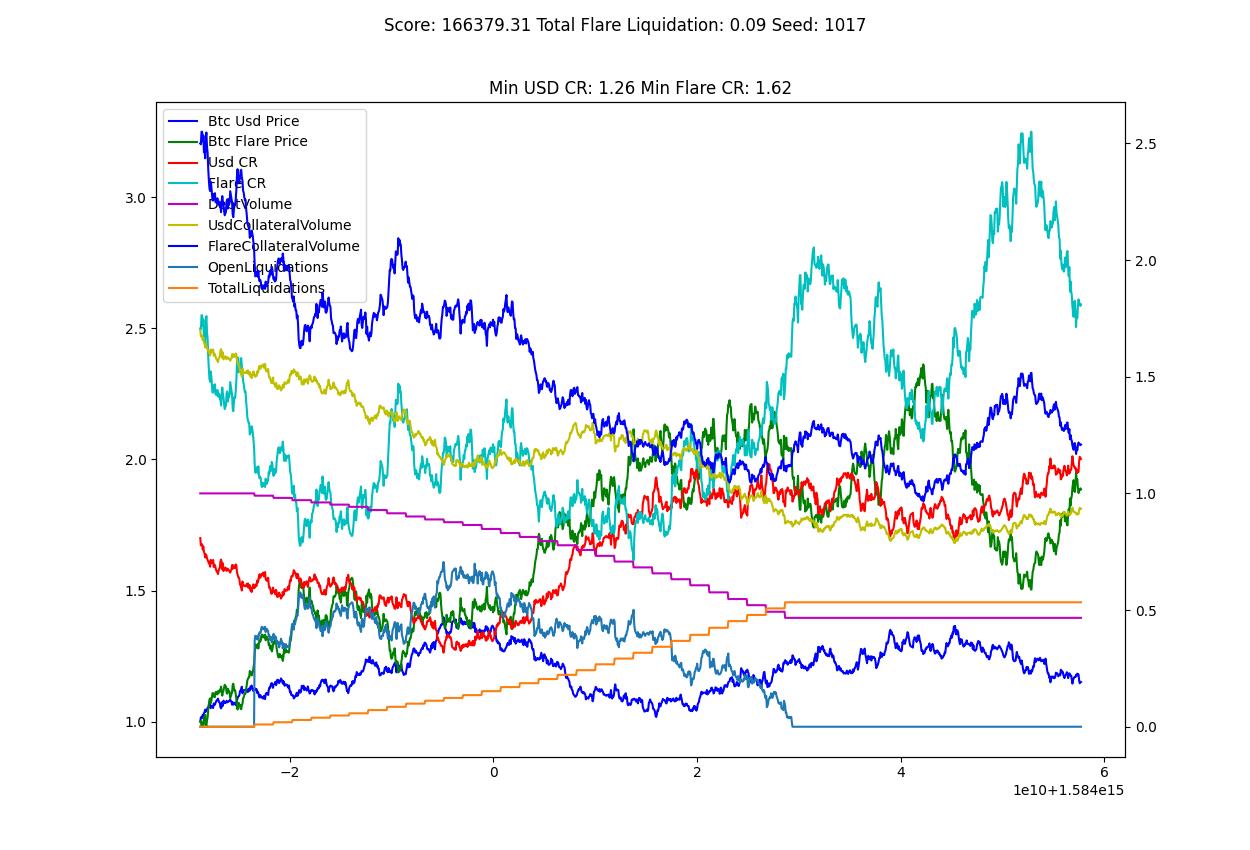 Score: 166379.31 Total Flare Liquidation: 0.09 Seed: 1017
Min USD CR: 1.26 Min Flare CR: 1.62
Btc Usd Price
Btc Flare Price
Usd CR
Flare CR
DebtVolume
UsdCollateralVolume
FlareCollateralVolume
OpenLiquidations
TotalLiquidations
3.0
2.5
2.0
1.5
1.0
2.5
2.0
1.5
1.0
0.5
0.0
−2
0
2
4
6
1e10+1.584e15